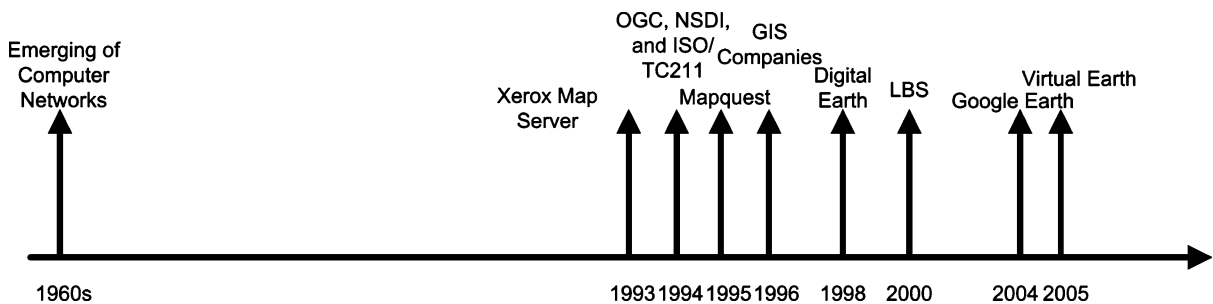 Emerging of
Computer
Networks
Xerox Map
Server
OGC, NSDI,
and ISO/
TC211
Mapquest
GIS
Companies
Digital
Earth
LBS
Google Earth
Virtual Earth
1960s
1993
1994
1995
1996
1998
2000
2004
2005